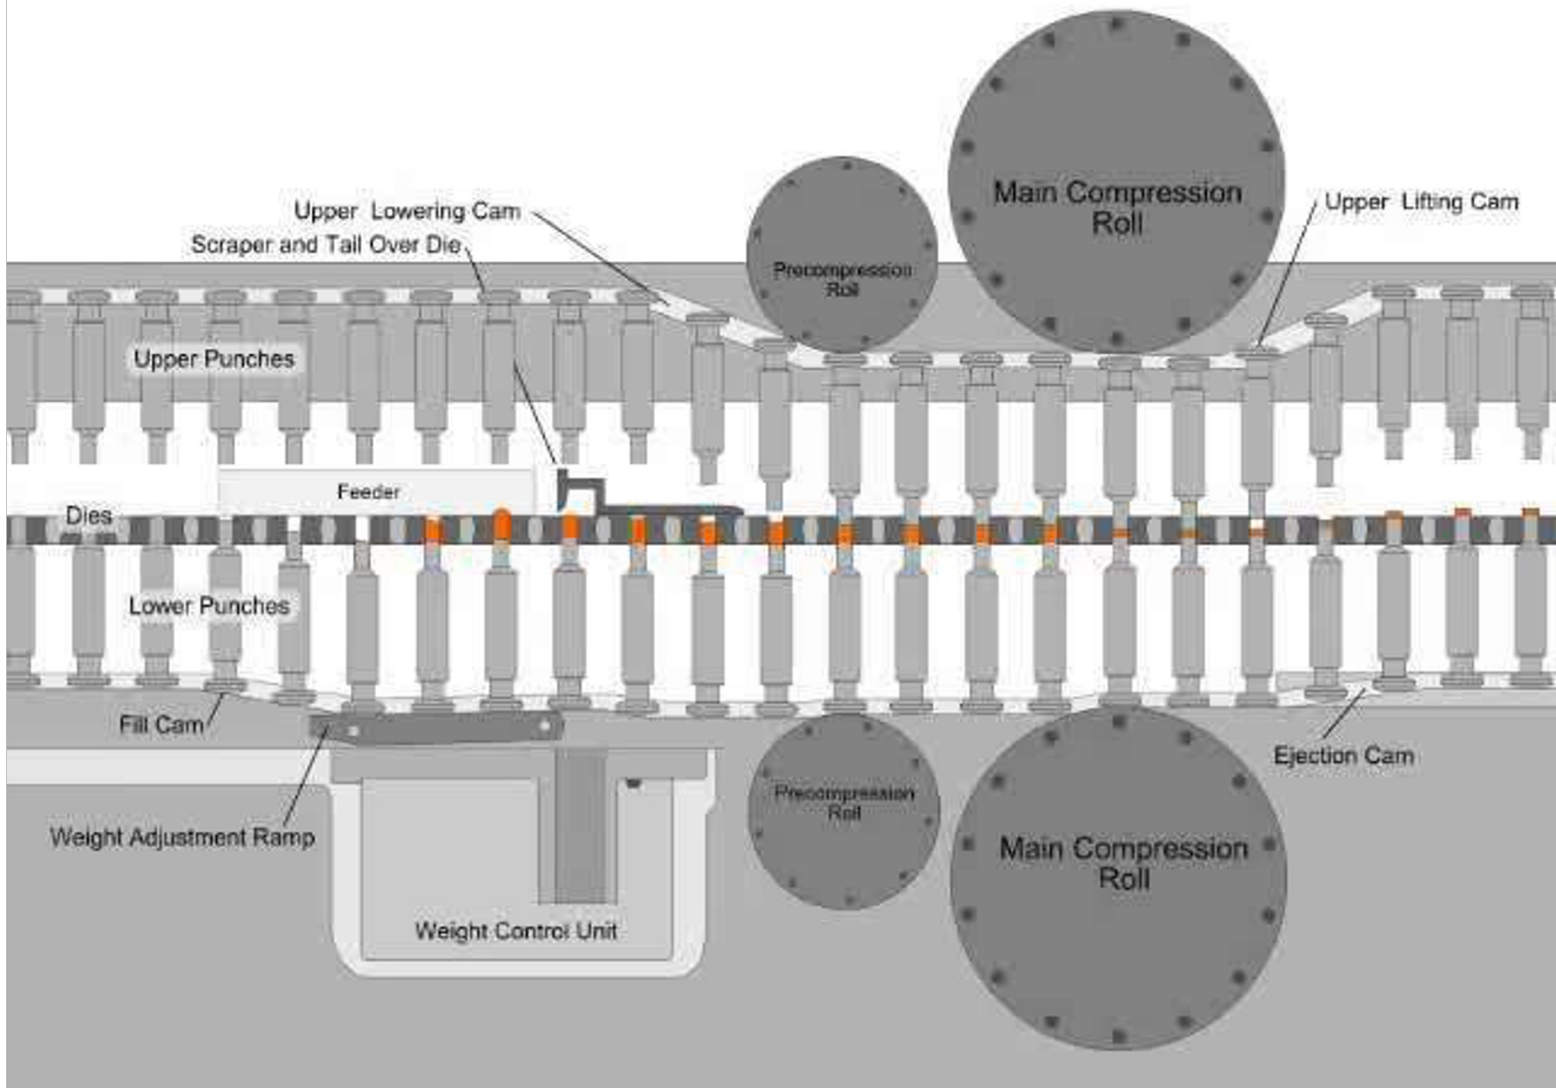 Main Compression
Roll
Upper Lifting Cam
Upper Lowering Cam
Scraper and Tail Over Die
Precompression
Roll
Upper Punches
Feeder
Dies
Lower Punches
Fill Cam
Ejection Cam
Precompression
Roll
Weight Adjustment Ramp
Main Compression
Roll
Weight Control Unit